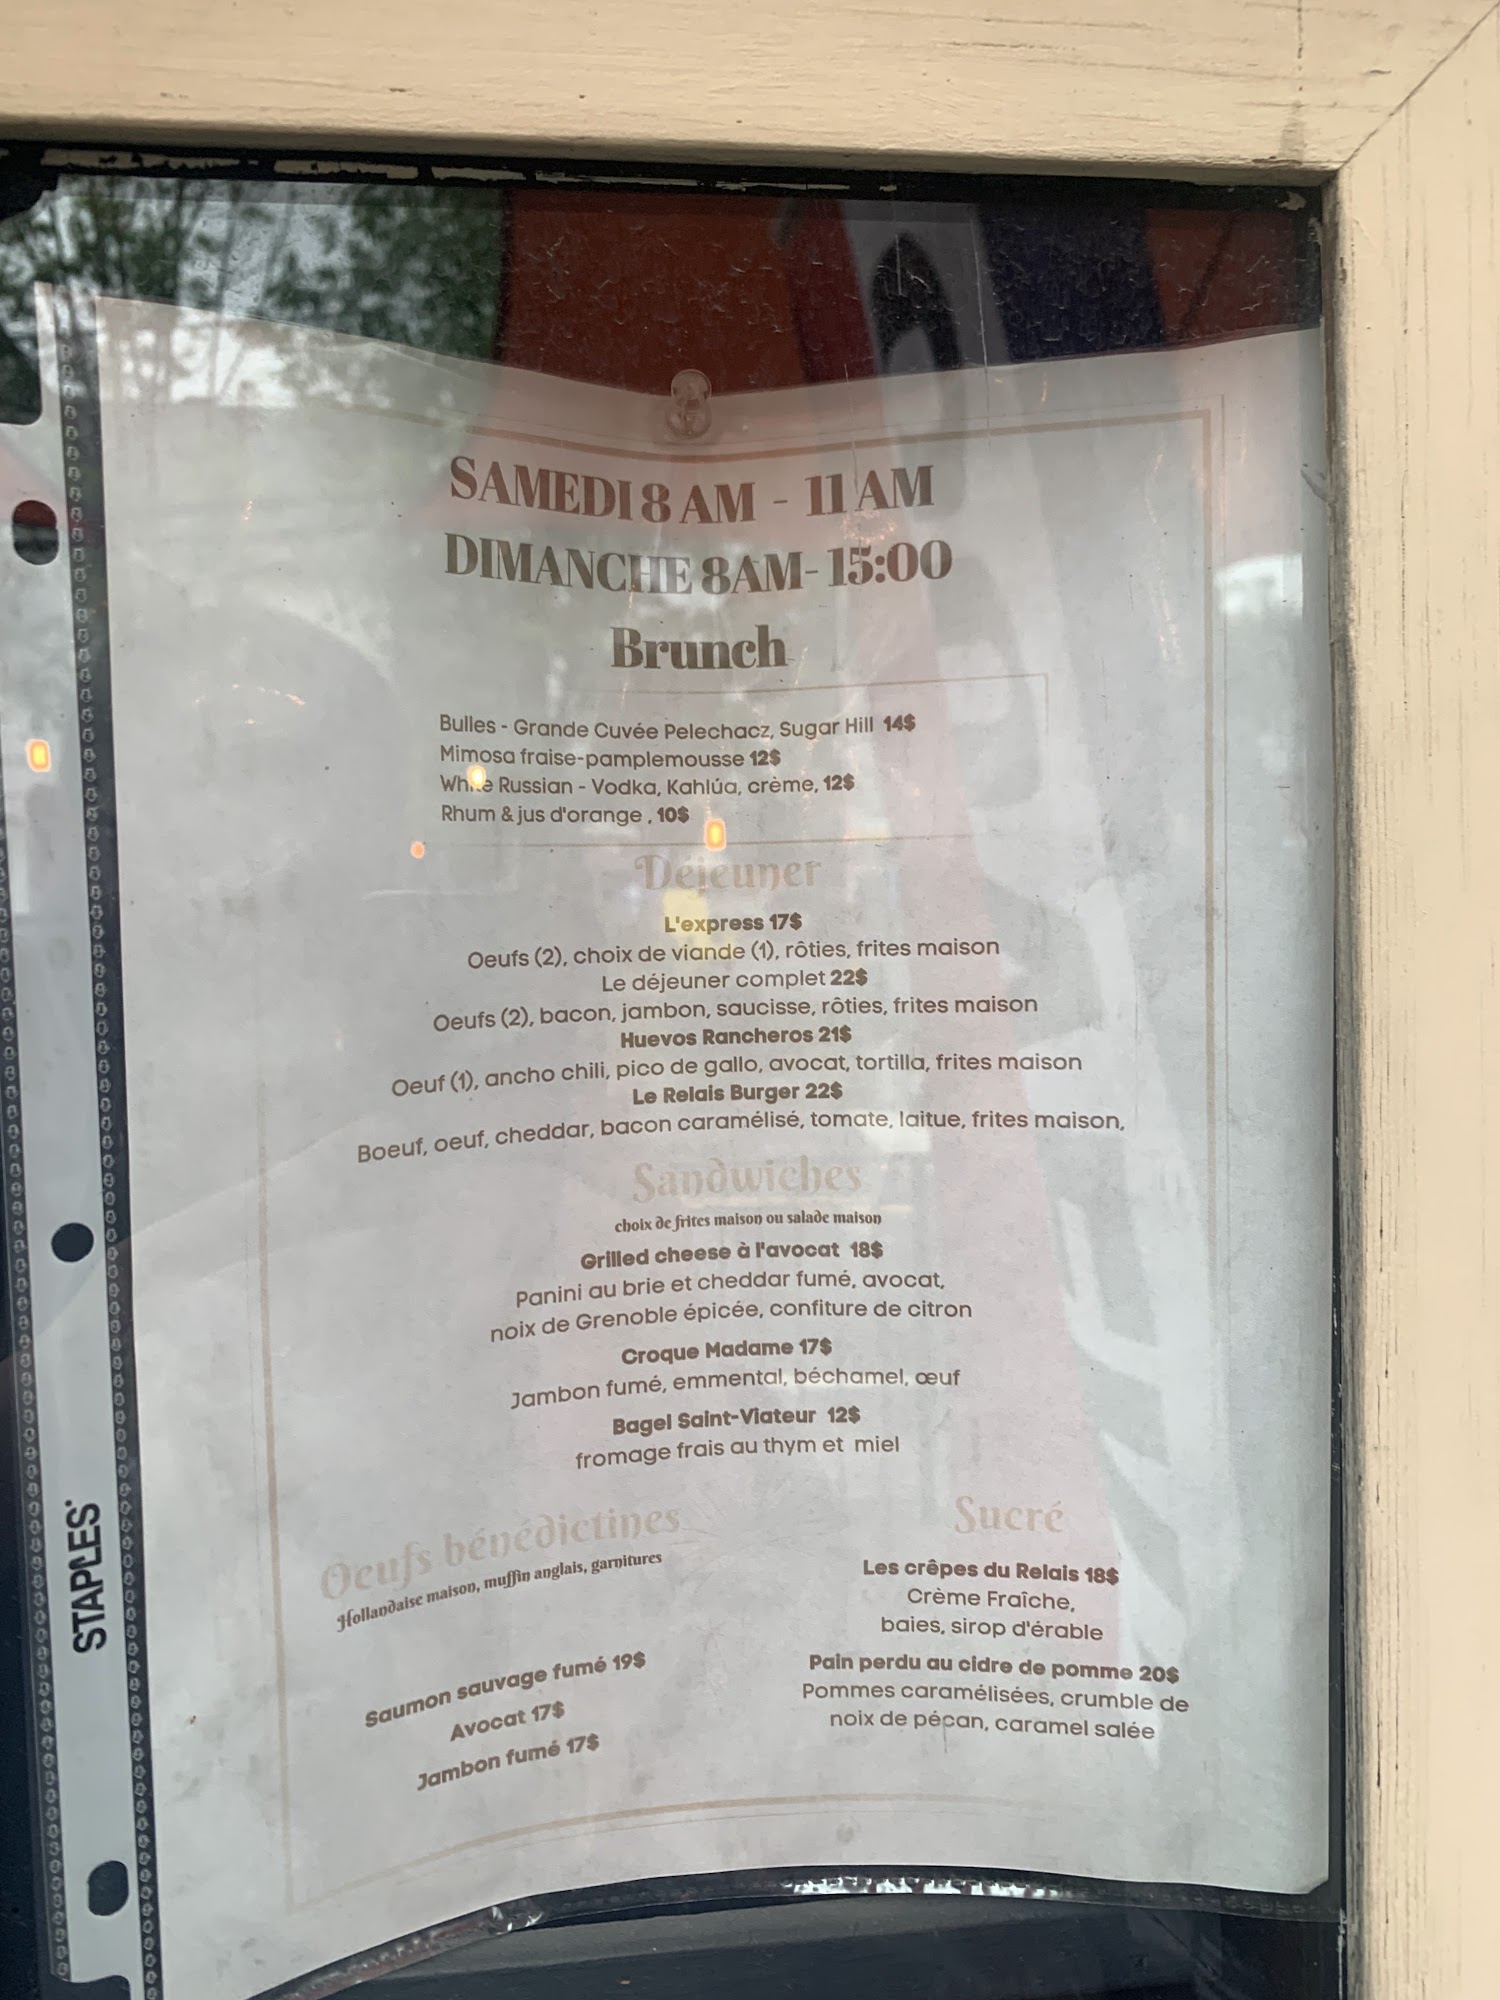 SAMEDI 8 AM - 11 AM
DIMANCHE 8AM- 15:00
Brunch
Bulles - Grande Cuvée Pelechacz, Sugar Hill 14$
Mimosa fraise-pamplemousse 12$
White Russian - Vodka, Kahlúa, crème, 12$
Rhum & jus d'orange , 10$
Déjeuner
L'express 17$
Oeufs (2), choix de viande (1), rôties, frites maison
Le déjeuner complet 22$
Oeufs (2), bacon, jambon, saucisse, rôties, frites maison
Huevos Rancheros 21$
Oeuf (1), ancho chili, pico de gallo, avocat, tortilla, frites maison
Le Relais Burger 22$
Boeuf, oeuf, cheddar, bacon caramélisé, tomate, laitue, frites maison,
Sandwiches
choix de frites maison ou salade maison
Grilled cheese à l'avocat 18$
Panini au brie et cheddar fumé, avocat,
noix de Grenoble épicée, confiture de citron
Croque Madame 17$
Jambon fumé, emmental, béchamel, œuf
Bagel Saint-Viateur 12$
fromage frais au thym et miel
Oeufs bénédictines
Hollandaise maison, muffin anglais, garnitures
Saumon sauvage fumé 19$
Avocat 17$
Jambon fumé 17$
Sucré
Les crêpes du Relais 18$
Crème Fraîche,
baies, sirop d'érable
Pain perdu au cidre de pomme 20$
Pommes caramélisées, crumble de
noix de pécan, caramel salée
STAPLES